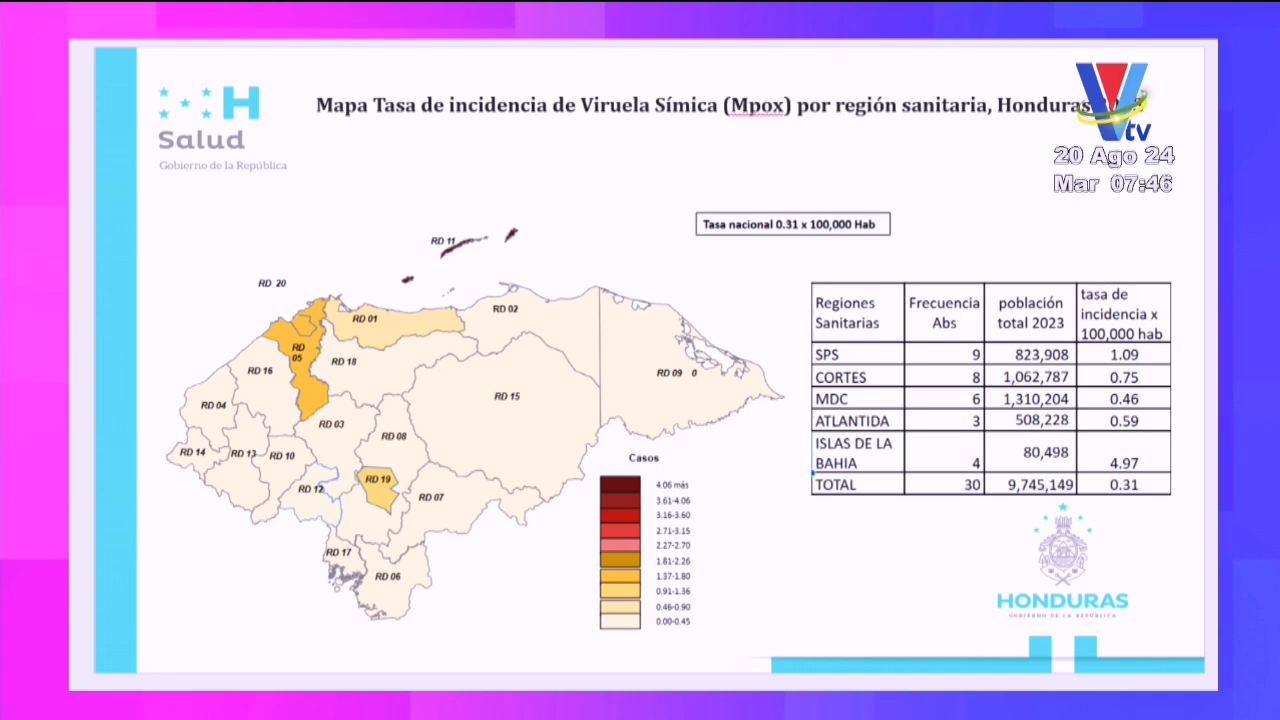 Mapa Tasa de incidencia de Viruela Símica (Mpox) por región sanitaria, Honduras
H
Salud
Gobierno de la República
V
tv
20 Ago 24
Mar 07:46
Tasa nacional 0.31 x 100,000 Hab
RD 11
RD 20
RD 01
RD 02
RD 05
RD 18
RD 16
RD 09 0
RD 15
RD 04
RD 03
RD 08
RD 14
RD 13
RD 10
RD 19
RD 12
RD 07
RD 17
RD 06
Casos
4.06 más
3.61-4.06
3.16-3.60
2.71-3.15
2.27-2.70
1.81-2.26
1.37-1.80
0.91-1.36
0.46-0.90
0.00-0.45
Regiones Sanitarias Frecuencia Abs población total 2023 tasa de incidencia x 100,000 hab
SPS 9 823,908 1.09
CORTES 8 1,062,787 0.75
MDC 6 1,310,204 0.46
ATLANTIDA 3 508,228 0.59
ISLAS DE LA BAHIA 4 80,498 4.97
TOTAL 30 9,745,149 0.31
HONDURAS
GOBIERNO DE LA REPÚBLICA